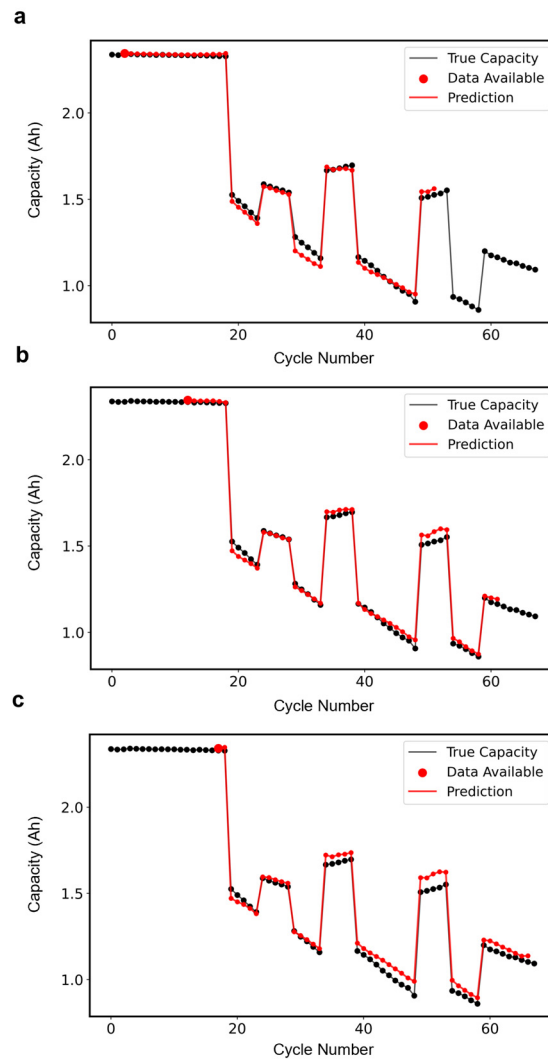 a
True Capacity
Data Available
Prediction
2.0
1.5
1.0
Capacity (Ah)
0
20
40
60
Cycle Number
b
True Capacity
Data Available
Prediction
2.0
1.5
1.0
Capacity (Ah)
0
20
40
60
Cycle Number
c
True Capacity
Data Available
Prediction
2.0
1.5
1.0
Capacity (Ah)
0
20
40
60
Cycle Number